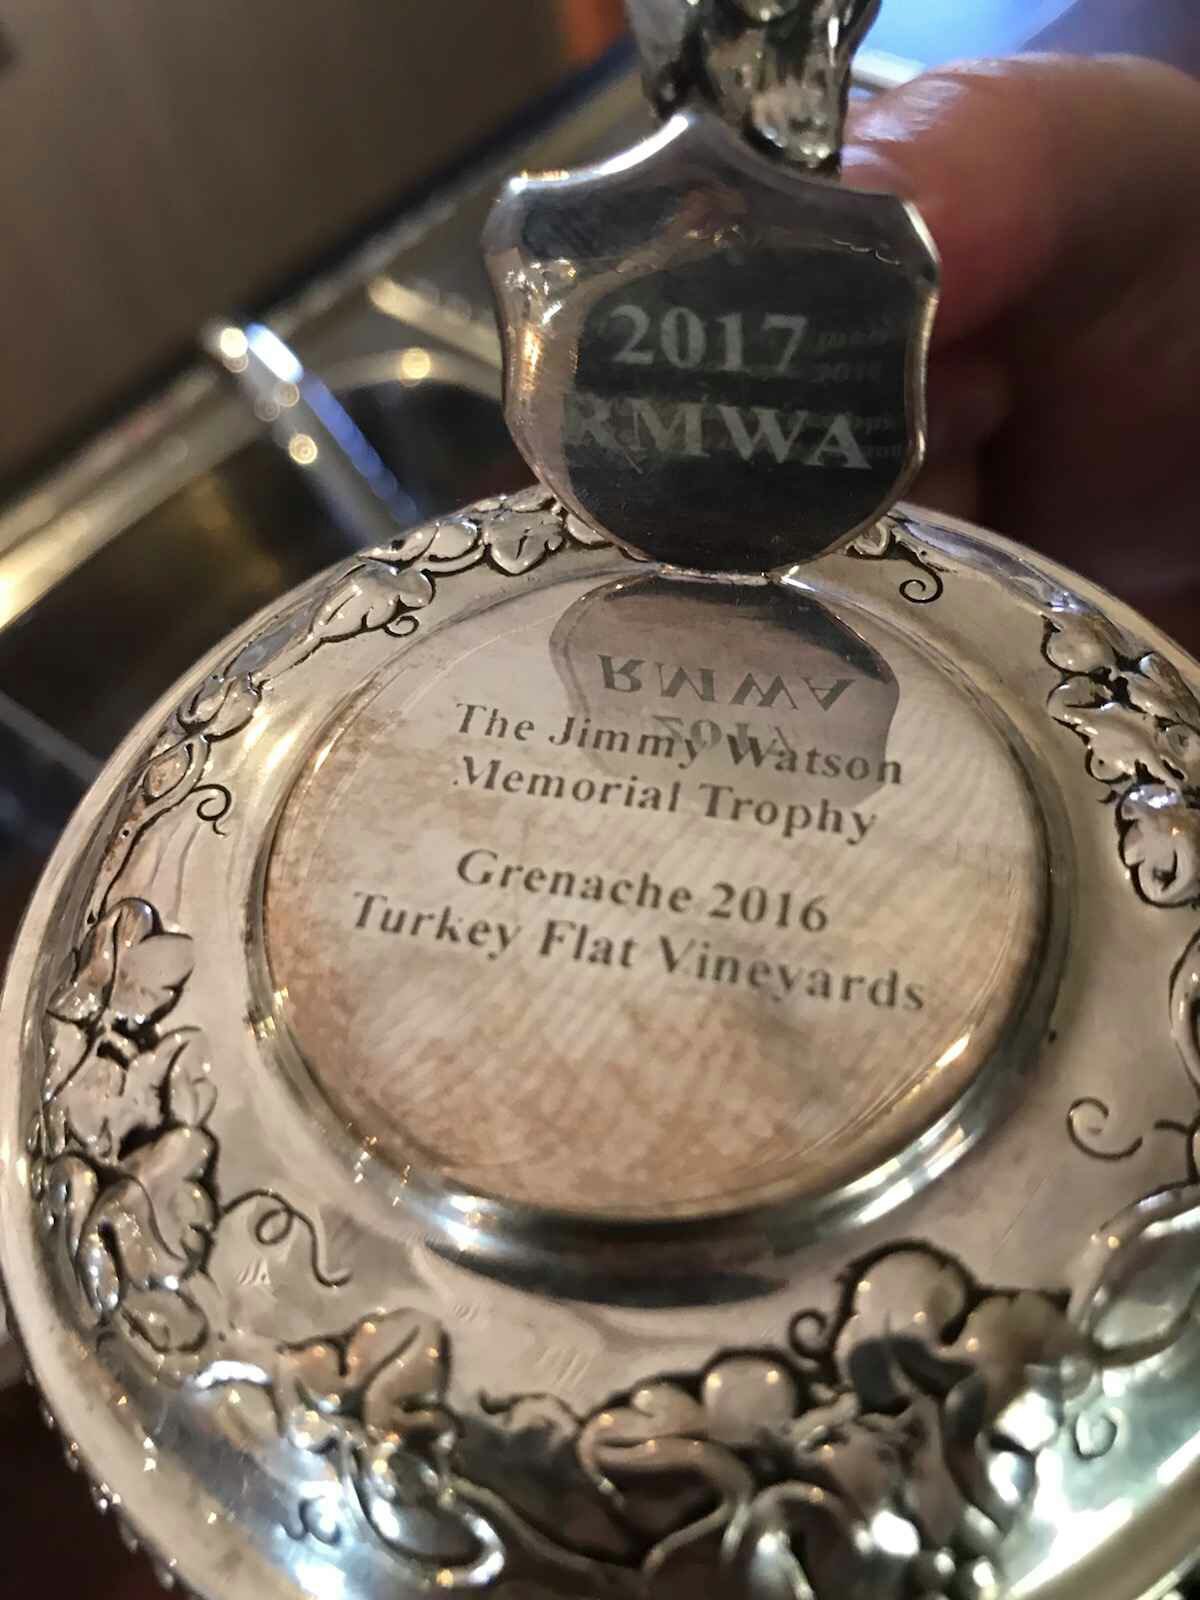 2017
RMWA
The Jimmy Watson
Memorial Trophy
Grenache 2016
Turkey Flat Vineyards